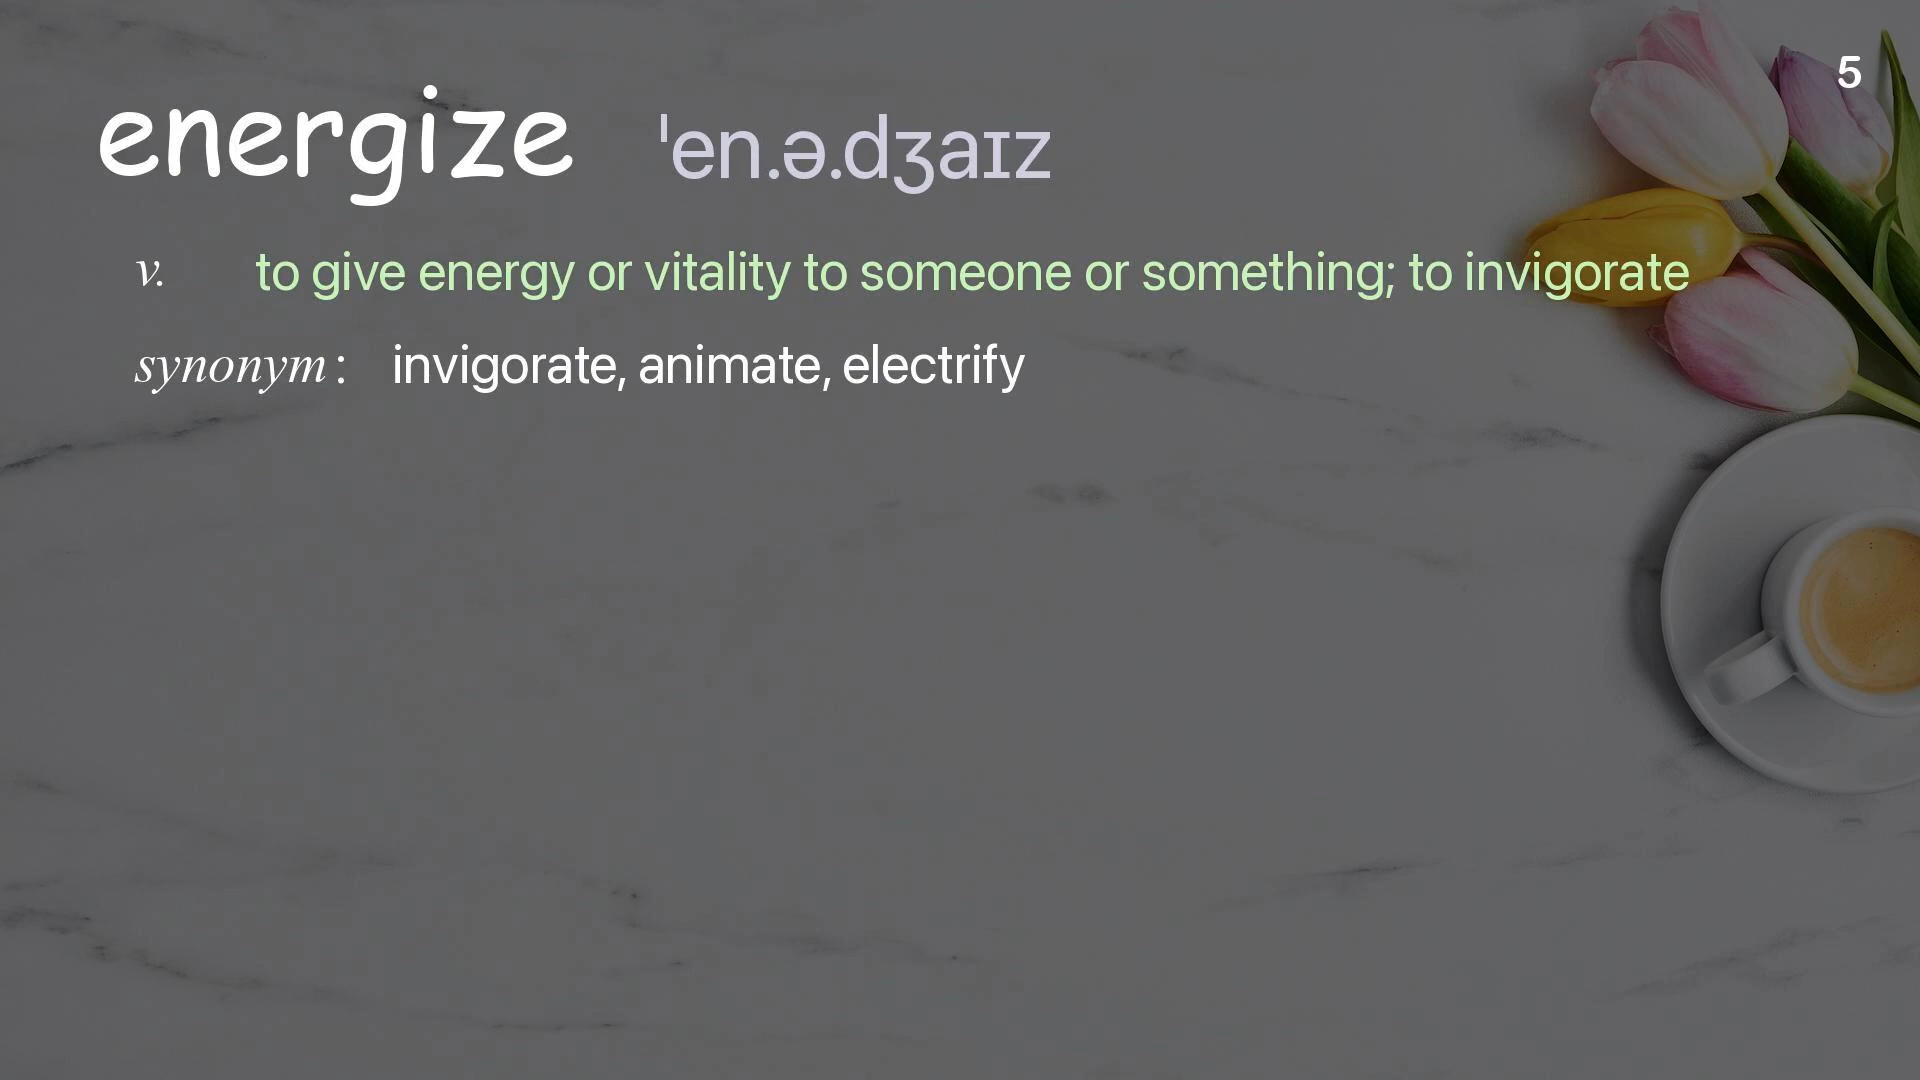 5
energize ˈen.ə.dʒaɪz
v. to give energy or vitality to someone or something; to invigorate
synonym : invigorate, animate, electrify